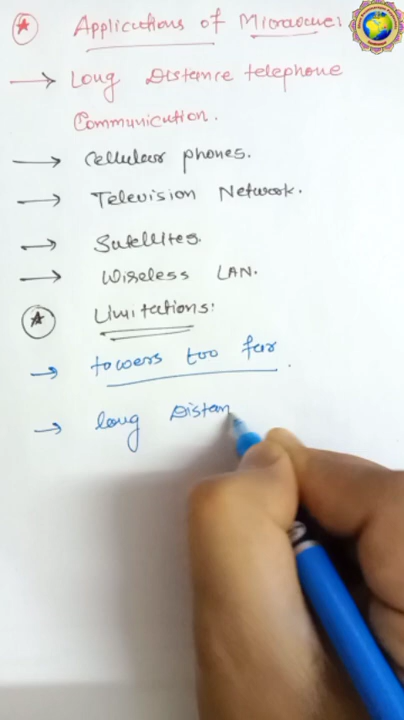 Applications of Microwaves:
→ Long Distance telephone
Communication.
→ Cellular phones.
→ Television Network.
→ Satellites.
→ Wireless LAN.
Limitations:
→ towers too far.
→ long Distan